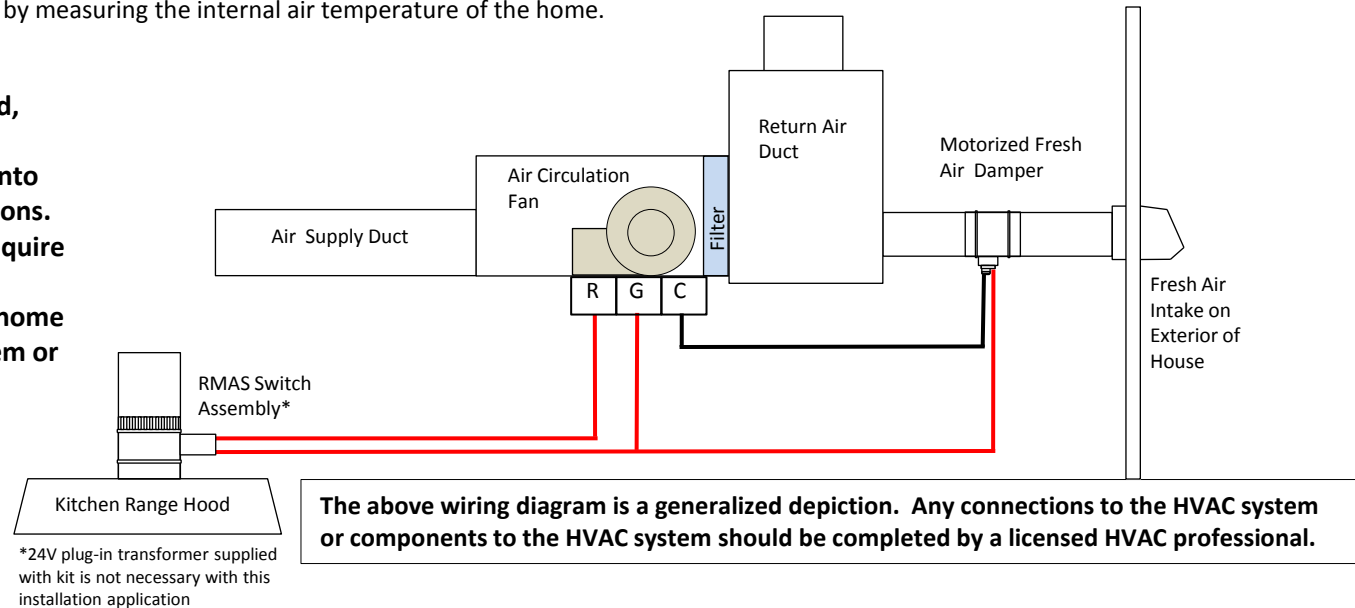 by measuring the internal air temperature of the home.
d,
nto
ons.
quire
home
em or
Return Air
Duct
Motorized Fresh
Air Damper
Air Circulation
Fan
Filter
Air Supply Duct
R G C
Fresh Air
Intake on
Exterior of
House
RMAS Switch
Assembly*
Kitchen Range Hood
*24V plug-in transformer supplied
with kit is not necessary with this
installation application
The above wiring diagram is a generalized depiction. Any connections to the HVAC system
or components to the HVAC system should be completed by a licensed HVAC professional.